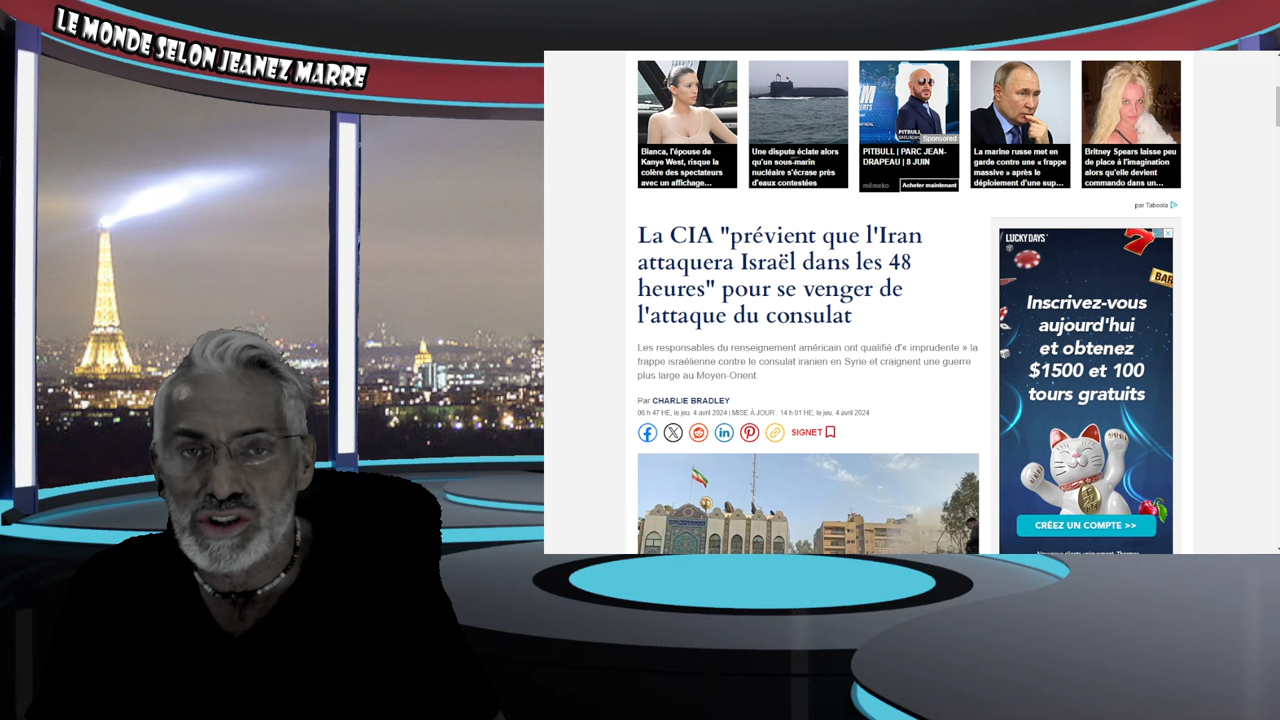 LE MONDE SELON JEANEZ MARRE
Bianca, l'épouse de
Kanye West, risque la
colère des spectateurs
avec un affichage...
Une dispute éclate alors
qu'un sous-marin
nucléaire s'écrase près
d'eaux contestées
PITBULL
Sponsored
PITBULL | PARC JEAN-
DRAPEAU | 8 JUIN
mēmeko
Acheter maintenant
La marine russe met en
garde contre une « frappe
massive » après le
déploiement d'une sup...
Britney Spears laisse peu
de place à l'imagination
alors qu'elle devient
commando dans un...
par Taboola
La CIA "prévient que l'Iran
attaquera Israël dans les 48
heures" pour se venger de
l'attaque du consulat
Les responsables du renseignement américain ont qualifié d'« imprudente » la
frappe israélienne contre le consulat iranien en Syrie et craignent une guerre
plus large au Moyen-Orient.
Par CHARLIE BRADLEY
06 h 47 HE, le jeu. 4 avril 2024 | MISE À JOUR : 14 h 01 HE, le jeu. 4 avril 2024
SIGNET
LUCKY DAYS
7
BAR
Inscrivez-vous
aujourd'hui
et obtenez
$1500 et 100
tours gratuits
CRÉEZ UN COMPTE >>